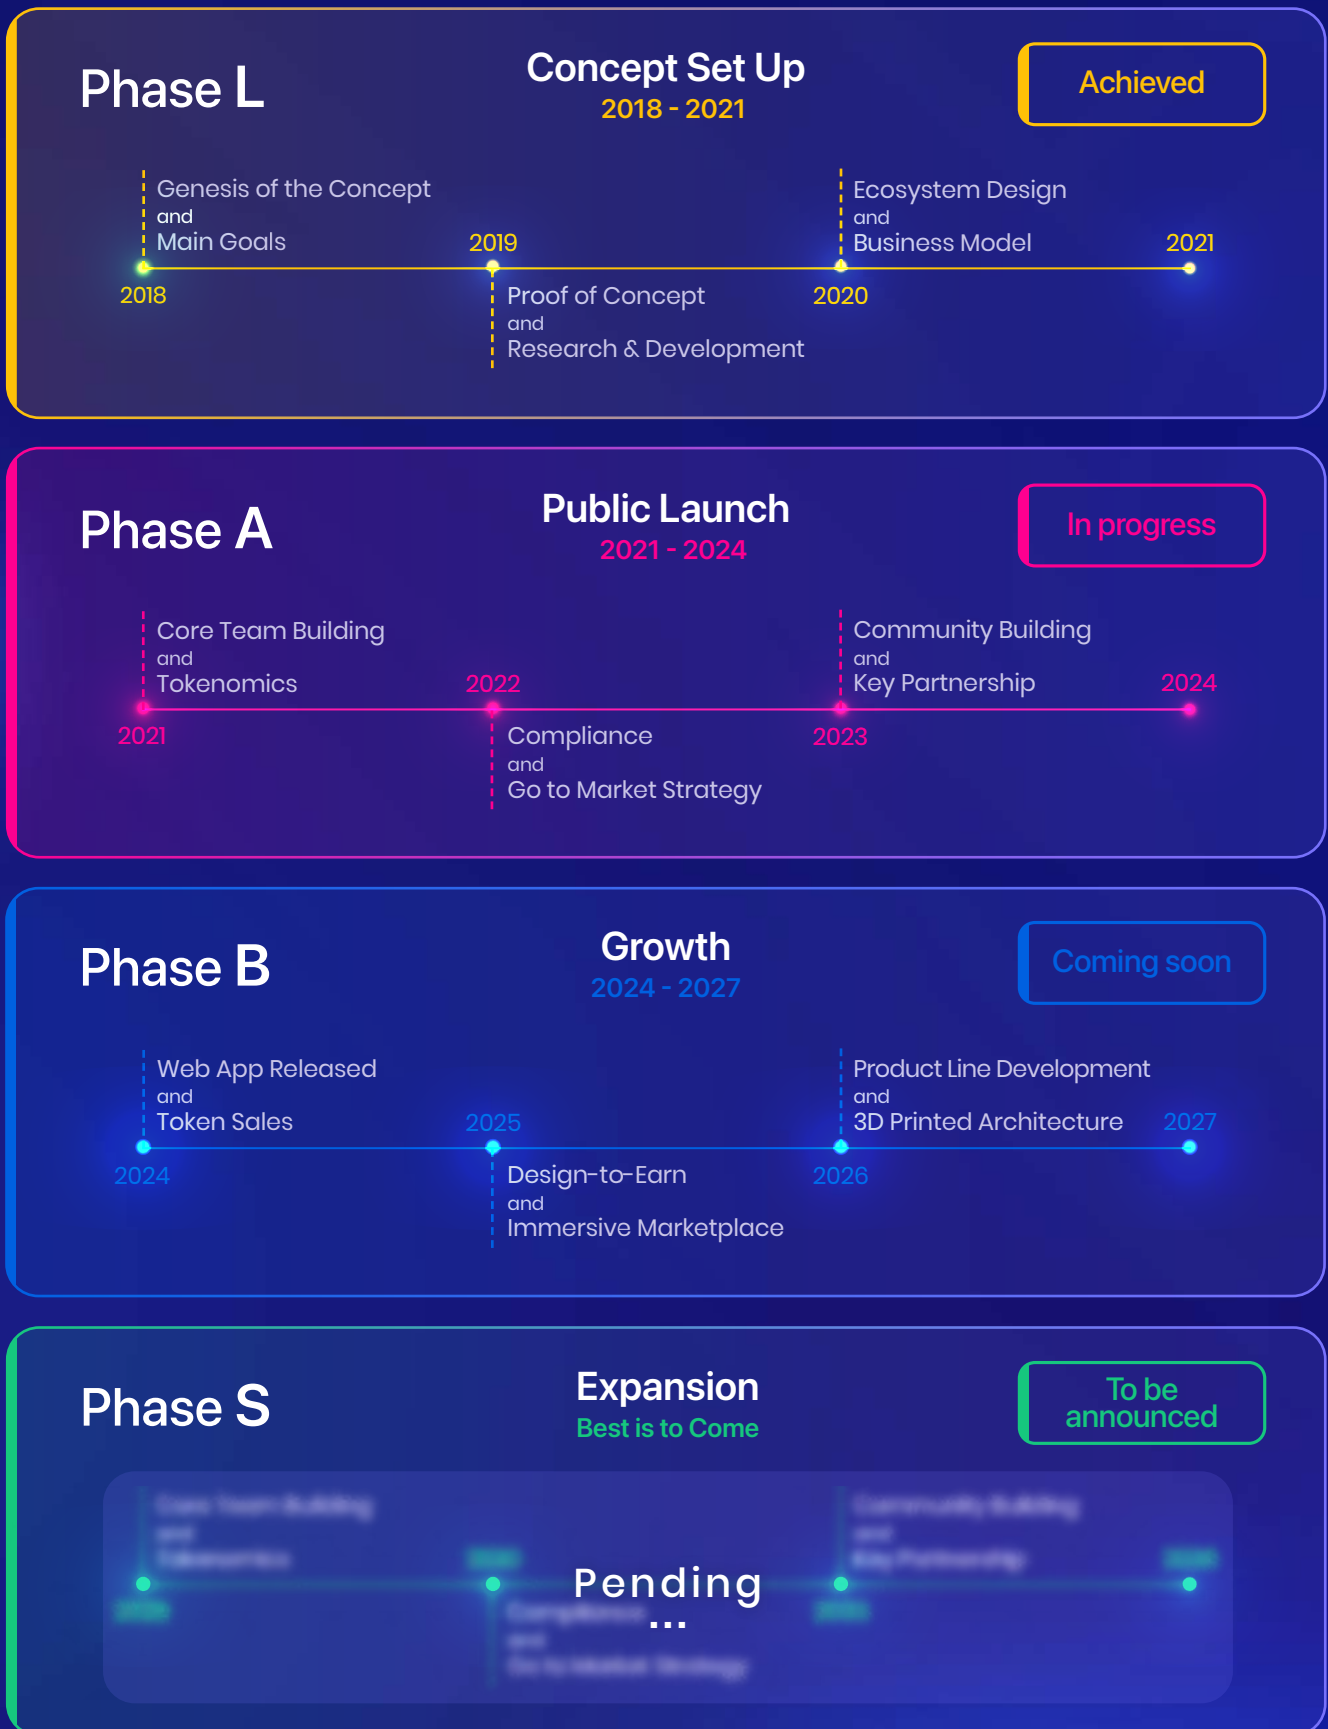 Phase L
Concept Set Up
2018 - 2021
Achieved
Genesis of the Concept
and
Main Goals
2018
2019
Proof of Concept
and
Research & Development
Ecosystem Design
and
Business Model
2020
2021
Phase A
Public Launch
2021 - 2024
In progress
Core Team Building
and
Tokenomics
2021
2022
Compliance
and
Go to Market Strategy
Community Building
and
Key Partnership
2023
2024
Phase B
Growth
2024 - 2027
Coming soon
Web App Released
and
Token Sales
2024
2025
Design-to-Earn
and
Immersive Marketplace
Product Line Development
and
3D Printed Architecture
2026
2027
Phase S
Expansion
Best is to Come
To be
announced
Pending
...